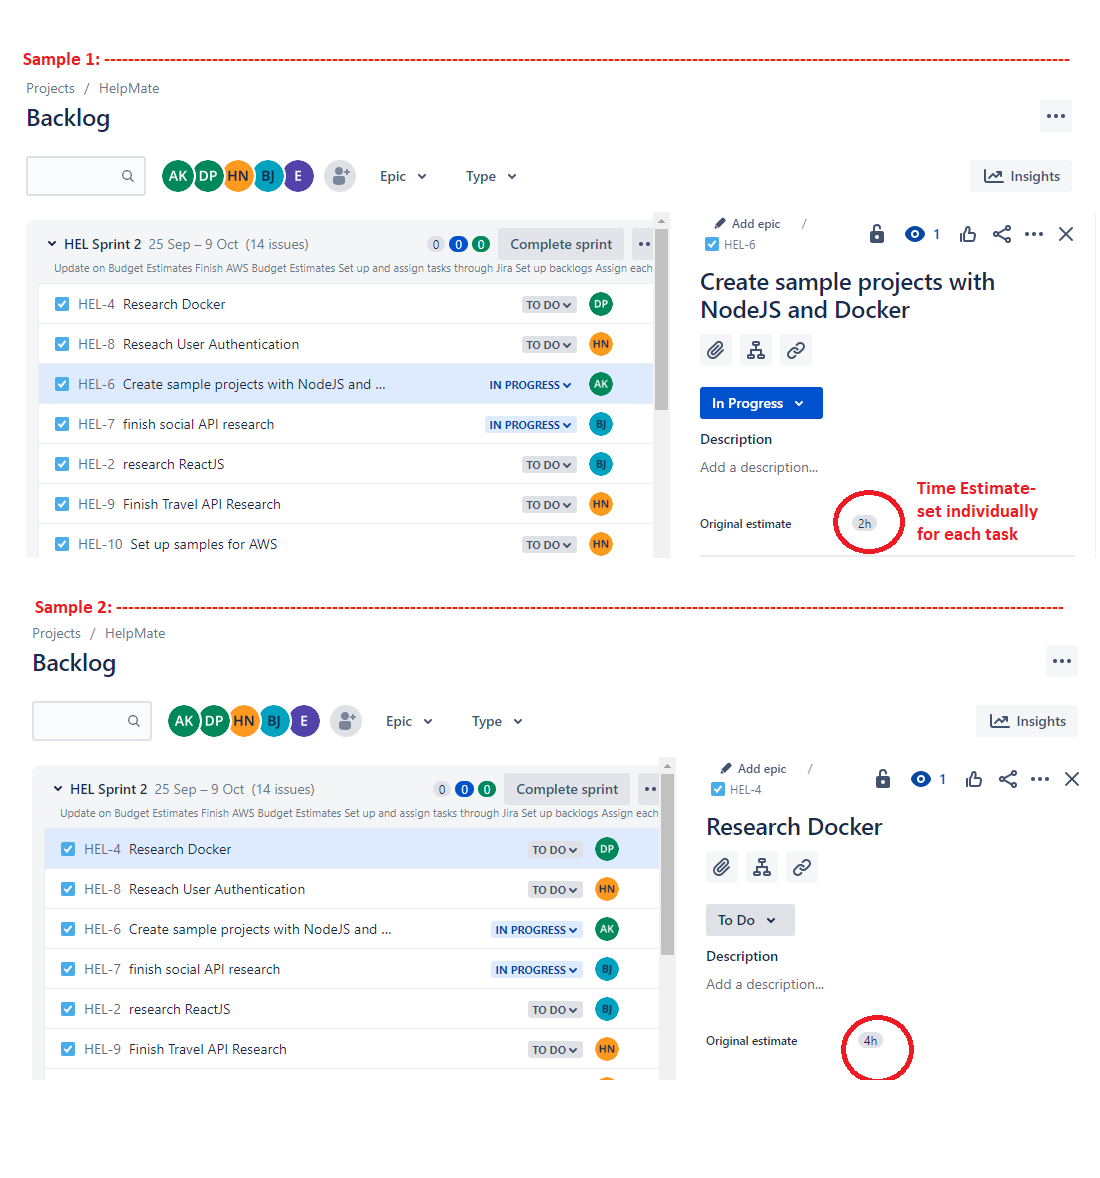 Sample 1: ----------------------------------------------------------------
Projects / HelpMate
Backlog
AK DP HN BJ E Epic Type Insights
HEL Sprint 2 25 Sep – 9 Oct (14 issues) 0 0 0 Complete sprint
Update on Budget Estimates Finish AWS Budget Estimates Set up and assign tasks through Jira Set up backlogs Assign each
HEL-4 Research Docker TO DO DP
HEL-8 Reseach User Authentication TO DO HN
HEL-6 Create sample projects with NodeJS and ... IN PROGRESS AK
HEL-7 finish social API research IN PROGRESS BJ
HEL-2 research ReactJS TO DO BJ
HEL-9 Finish Travel API Research TO DO HN
HEL-10 Set up samples for AWS TO DO HN
Add epic / 1
HEL-6
Create sample projects with
NodeJS and Docker
In Progress
Description
Add a description...
Original estimate 2h
Time Estimate-
set individually
for each task
Sample 2: ----------------------------------------------------------------
Projects / HelpMate
Backlog
AK DP HN BJ E Epic Type Insights
HEL Sprint 2 25 Sep – 9 Oct (14 issues) 0 0 0 Complete sprint
Update on Budget Estimates Finish AWS Budget Estimates Set up and assign tasks through Jira Set up backlogs Assign each
HEL-4 Research Docker TO DO DP
HEL-8 Reseach User Authentication TO DO HN
HEL-6 Create sample projects with NodeJS and ... IN PROGRESS AK
HEL-7 finish social API research IN PROGRESS BJ
HEL-2 research ReactJS TO DO BJ
HEL-9 Finish Travel API Research TO DO HN
Add epic / 1
HEL-4
Research Docker
To Do
Description
Add a description...
Original estimate 4h